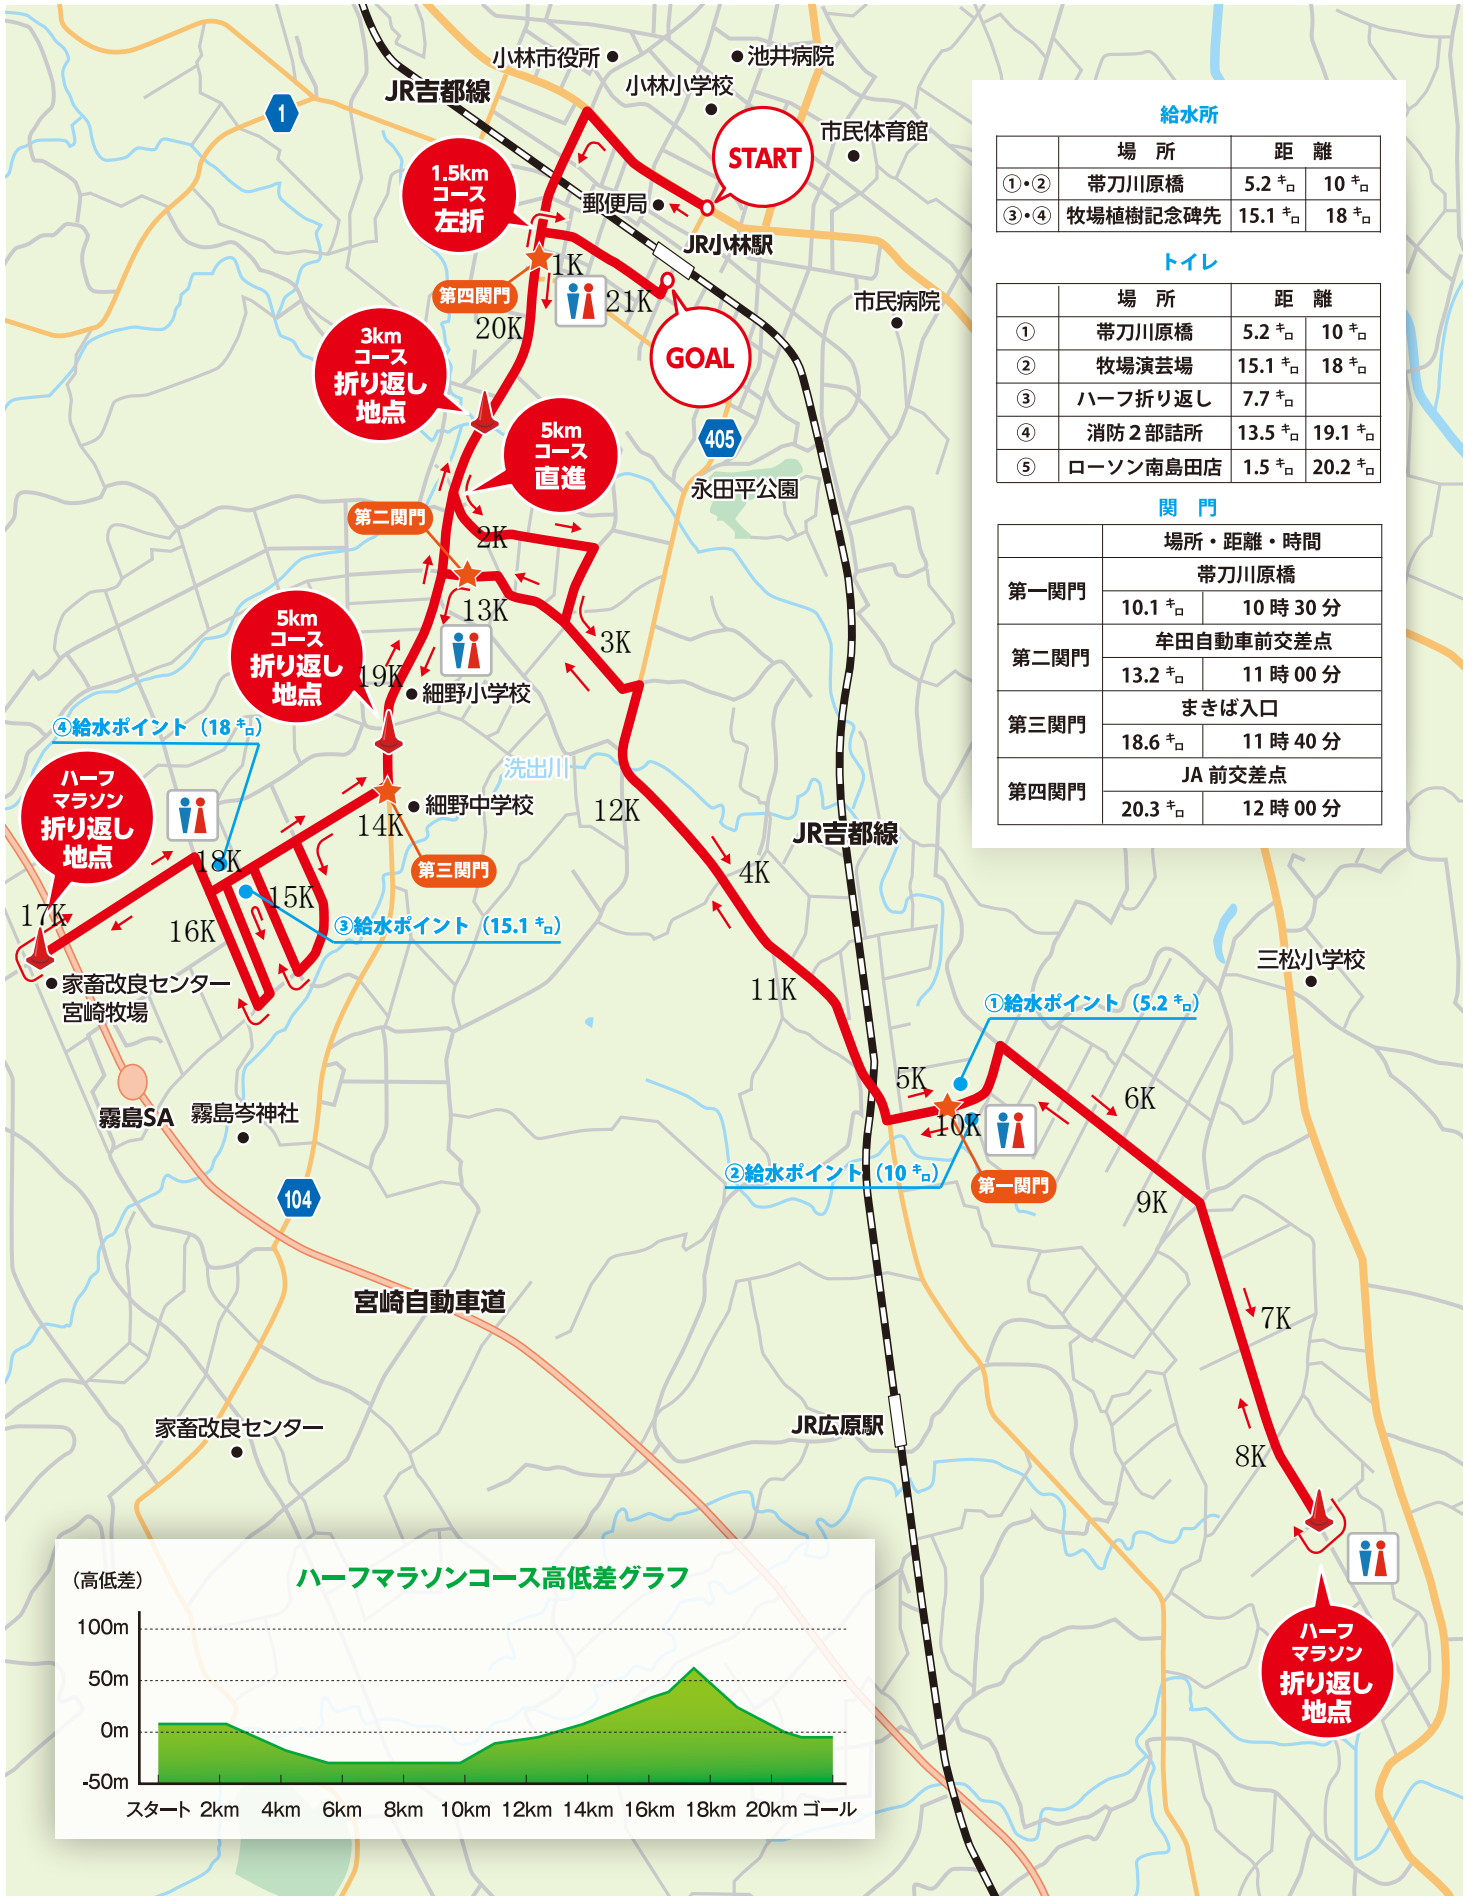 小林市役所
池井病院
JR吉都線
小林小学校
1
市民体育館
START
1.5km
コース
左折
郵便局
JR小林駅
1K
第四関門
21K
市民病院
20K
3km
コース
折り返し
地点
GOAL
405
5km
コース
直進
永田平公園
第二関門
2K
13K
5km
コース
折り返し
地点
3K
19K
細野小学校
④給水ポイント（18㌔）
洗出川
ハーフ
マラソン
折り返し
地点
細野中学校
14K
12K
JR吉都線
18K
第三関門
4K
15K
17K
16K
③給水ポイント（15.1㌔）
家畜改良センター
宮崎牧場
11K
三松小学校
①給水ポイント（5.2㌔）
5K
6K
霧島SA
霧島岑神社
10K
②給水ポイント（10㌔）
第一関門
104
9K
宮崎自動車道
7K
家畜改良センター
JR広原駅
8K
ハーフ
マラソン
折り返し
地点
給水所
場　所　距　離
①・②　帯刀川原橋　5.2㌔　10㌔
③・④　牧場植樹記念碑先　15.1㌔　18㌔
トイレ
場　所　距　離
①　帯刀川原橋　5.2㌔　10㌔
②　牧場演芸場　15.1㌔　18㌔
③　ハーフ折り返し　7.7㌔
④　消防２部詰所　13.5㌔　19.1㌔
⑤　ローソン南島田店　1.5㌔　20.2㌔
関　門
場所・距離・時間
第一関門　帯刀川原橋
10.1㌔　10時30分
第二関門　牟田自動車前交差点
13.2㌔　11時00分
第三関門　まきば入口
18.6㌔　11時40分
第四関門　JA前交差点
20.3㌔　12時00分
（高低差）
ハーフマラソンコース高低差グラフ
100m
50m
0m
-50m
スタート 2km 4km 6km 8km 10km 12km 14km 16km 18km 20km ゴール